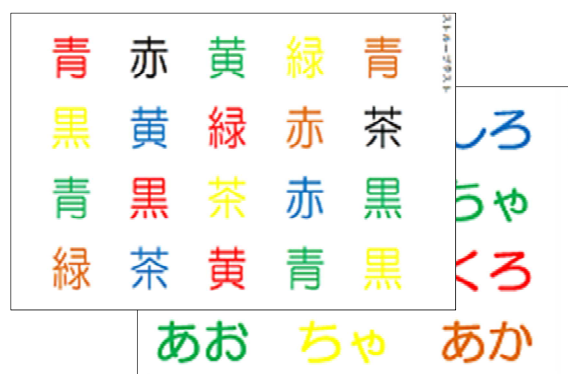 青 赤 黄 緑 青
黒 黄 緑 赤 茶
青 黒 茶 赤 黒
緑 茶 黄 青 黒
ストループテスト
しろ
ちゃ
くろ
あお ちゃ あか